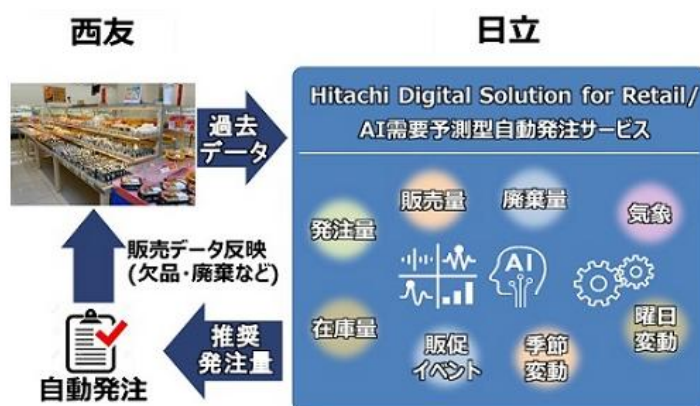 西友
日立
過去
データ
Hitachi Digital Solution for Retail/
AI需要予測型自動発注サービス
発注量
販売量
廃棄量
気象
AI
在庫量
販促
イベント
季節
変動
曜日
変動
販売データ反映
(欠品・廃棄など)
推奨
発注量
自動発注